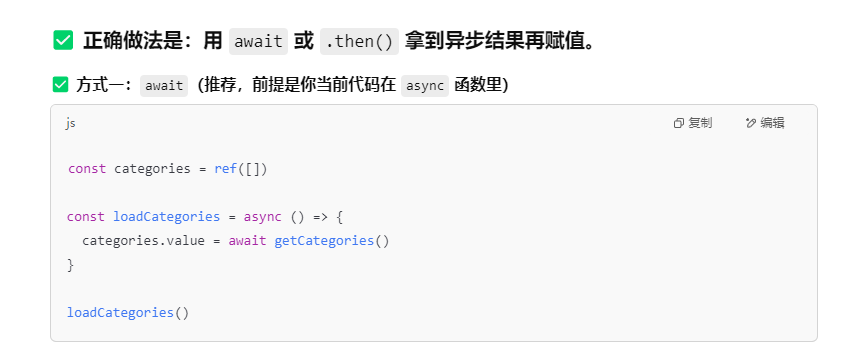 ✅ 正确做法是：用 await 或 .then() 拿到异步结果再赋值。
✅ 方式一：await（推荐，前提是你当前代码在 async 函数里）
js 复制 编辑
const categories = ref([])
const loadCategories = async () => {
  categories.value = await getCategories()
}
loadCategories()